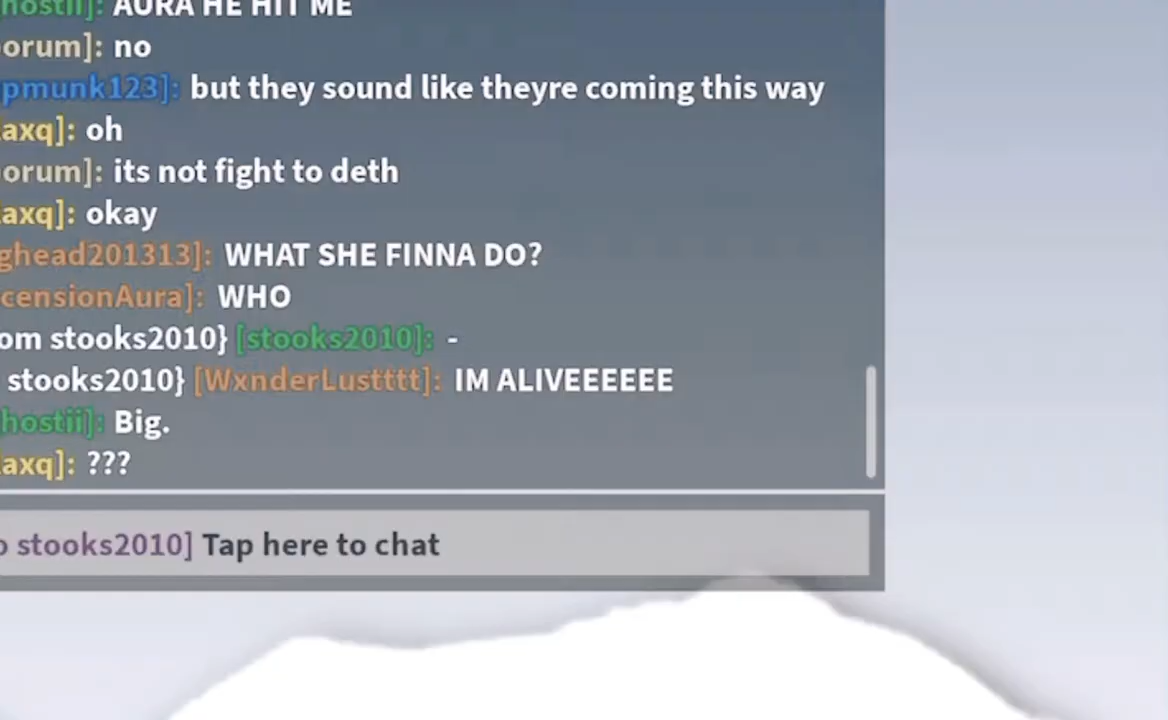 hostii]: AURA HE HIT ME
orum]: no
pmunk123]: but they sound like theyre coming this way
axq]: oh
orum]: its not fight to deth
axq]: okay
ghead201313]: WHAT SHE FINNA DO?
censionAura]: WHO
om stooks2010} [stooks2010]: -
stooks2010} [WxnderLustttt]: IM ALIVEEEEEE
hostii]: Big.
axq]: ???
o stooks2010] Tap here to chat